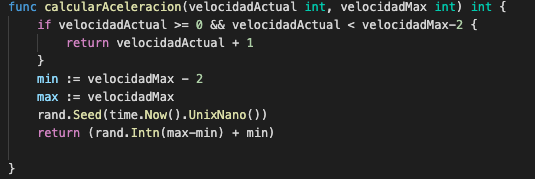 func calcularAceleracion(velocidadActual int, velocidadMax int) int {
if velocidadActual >= 0 && velocidadActual < velocidadMax-2 {
return velocidadActual + 1
}
min := velocidadMax - 2
max := velocidadMax
rand.Seed(time.Now().UnixNano())
return (rand.Intn(max-min) + min)
}